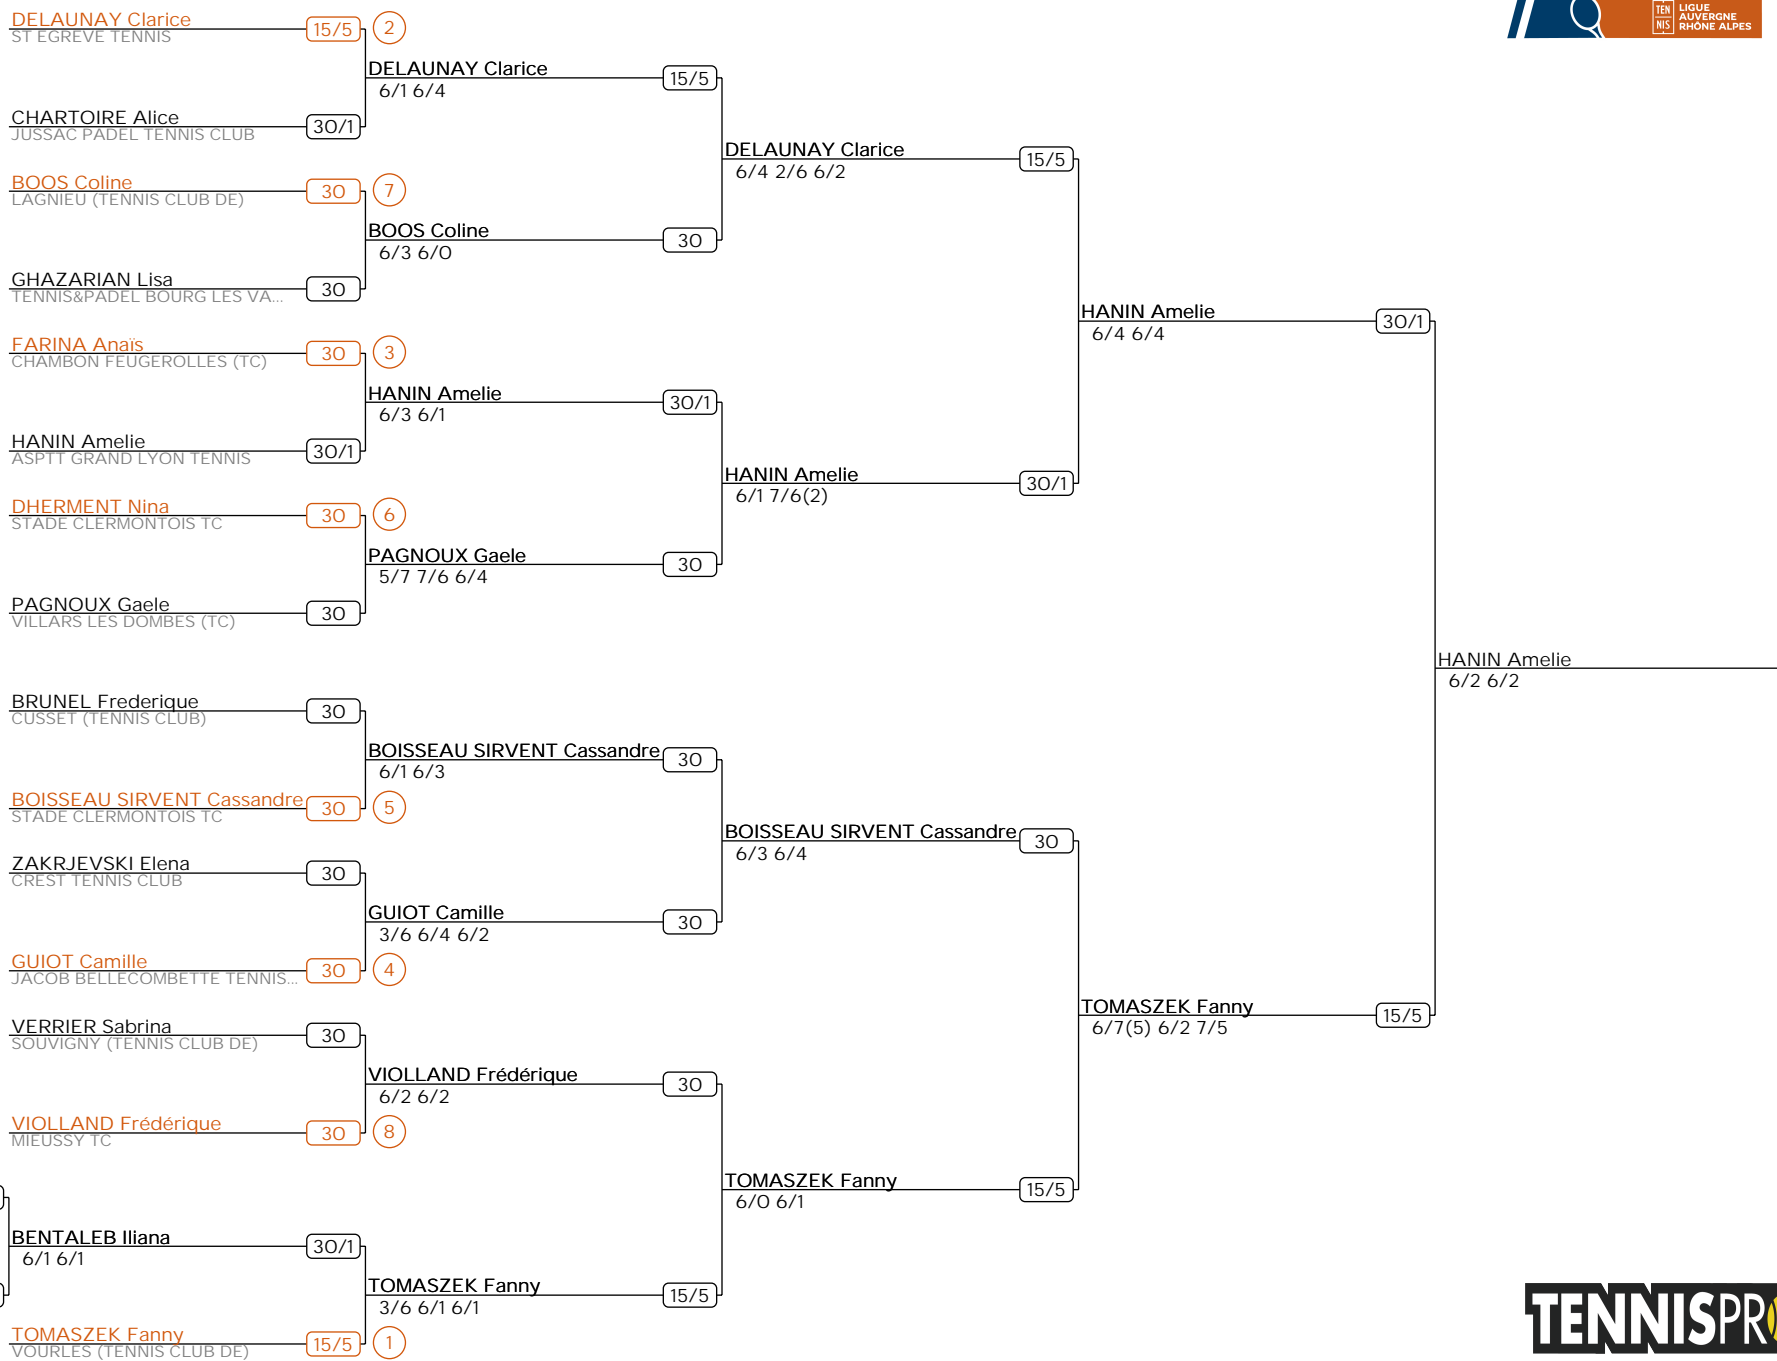 DELAUNAY Clarice
ST EGREVE TENNIS
15/5
2
DELAUNAY Clarice
6/1 6/4
15/5
CHARTOIRE Alice
JUSSAC PADEL TENNIS CLUB
30/1
DELAUNAY Clarice
6/4 2/6 6/2
15/5
BOOS Coline
LAGNIEU (TENNIS CLUB DE)
30
7
BOOS Coline
6/3 6/0
30
GHAZARIAN Lisa
TENNIS&PADEL BOURG LES VA...
30
HANIN Amelie
6/4 6/4
30/1
FARINA Anaïs
CHAMBON FEUGEROLLES (TC)
30
3
HANIN Amelie
6/3 6/1
30/1
HANIN Amelie
ASPTT GRAND LYON TENNIS
30/1
HANIN Amelie
6/1 7/6(2)
30/1
DHERMENT Nina
STADE CLERMONTOIS TC
30
6
PAGNOUX Gaele
5/7 7/6 6/4
30
PAGNOUX Gaele
VILLARS LES DOMBES (TC)
30
HANIN Amelie
6/2 6/2
BRUNEL Frederique
CUSSET (TENNIS CLUB)
30
BOISSEAU SIRVENT Cassandre
6/1 6/3
30
BOISSEAU SIRVENT Cassandre
STADE CLERMONTOIS TC
30
5
BOISSEAU SIRVENT Cassandre
6/3 6/4
30
ZAKRJEVSKI Elena
CREST TENNIS CLUB
30
GUIOT Camille
3/6 6/4 6/2
30
GUIOT Camille
JACOB BELLECOMBETTE TENNIS...
30
4
TOMASZEK Fanny
6/7(5) 6/2 7/5
15/5
VERRIER Sabrina
SOUVIGNY (TENNIS CLUB DE)
30
VIOLLAND Frédérique
6/2 6/2
30
VIOLLAND Frédérique
MIEUSSY TC
30
8
TOMASZEK Fanny
6/0 6/1
15/5
BENTALEB Iliana
6/1 6/1
30/1
TOMASZEK Fanny
3/6 6/1 6/1
15/5
TOMASZEK Fanny
VOURLES (TENNIS CLUB DE)
15/5
1
TEN
NIS
LIGUE
AUVERGNE
RHÔNE ALPES
TENNISPR